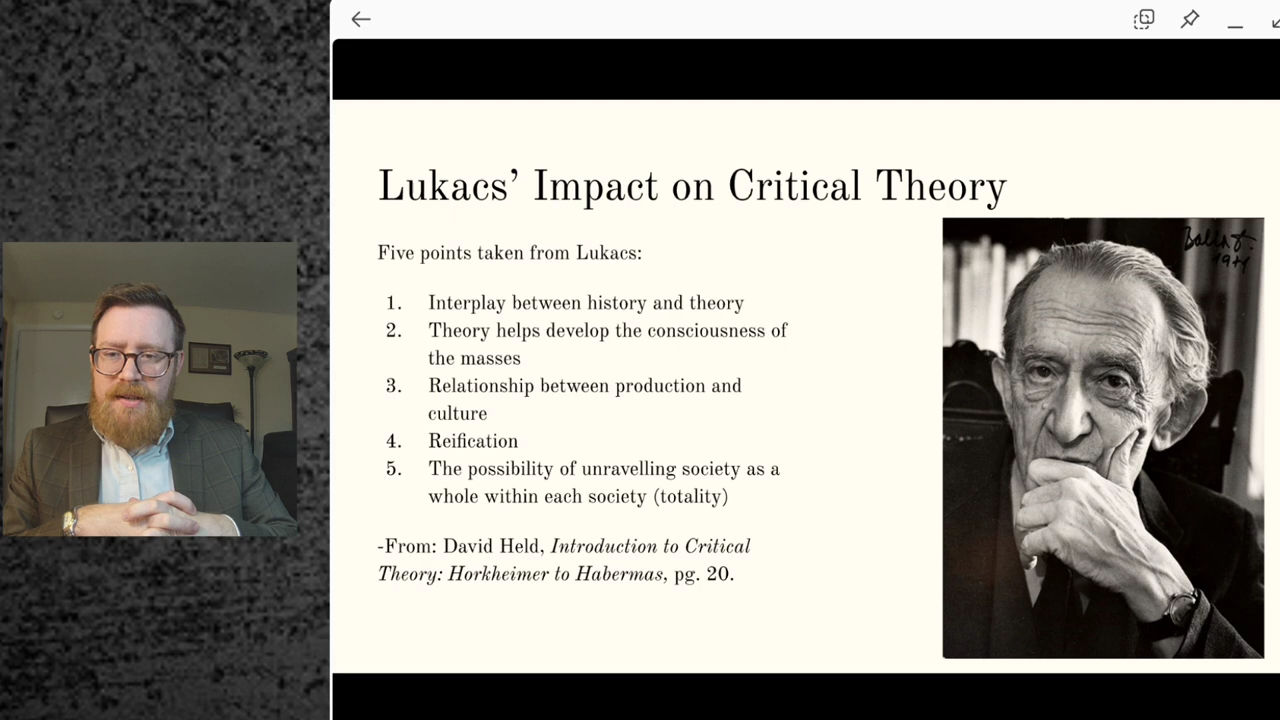 Lukacs’ Impact on Critical Theory
Five points taken from Lukacs:
1. Interplay between history and theory
2. Theory helps develop the consciousness of
the masses
3. Relationship between production and
culture
4. Reification
5. The possibility of unravelling society as a
whole within each society (totality)
-From: David Held, Introduction to Critical
Theory: Horkheimer to Habermas, pg. 20.